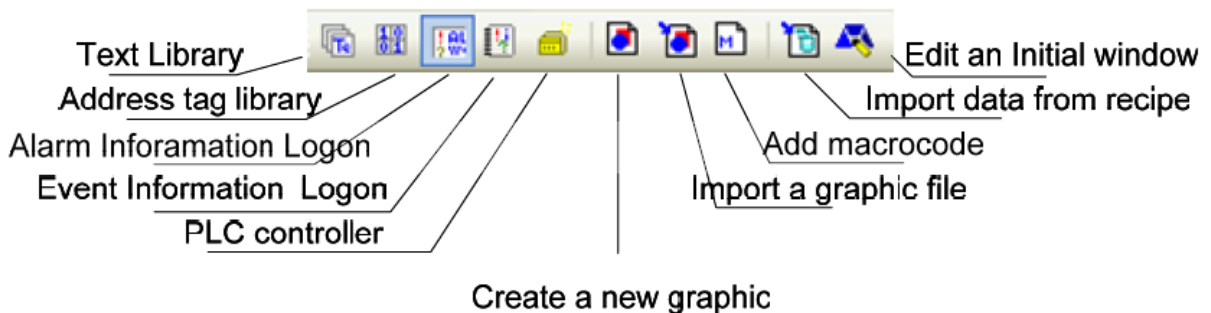 Text Library
Edit an Initial window
Address tag library
Import data from recipe
Alarm Inforamation Logon
Add macrocode
Event Information Logon
Import a graphic file
PLC controller
Create a new graphic